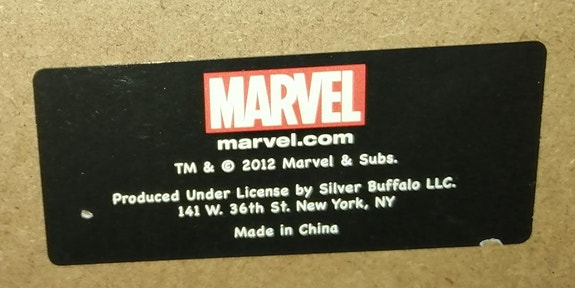 MARVEL
marvel.com
TM & © 2012 Marvel & Subs.
Produced Under License by Silver Buffalo LLC.
141 W. 36th St. New York, NY
Made in China